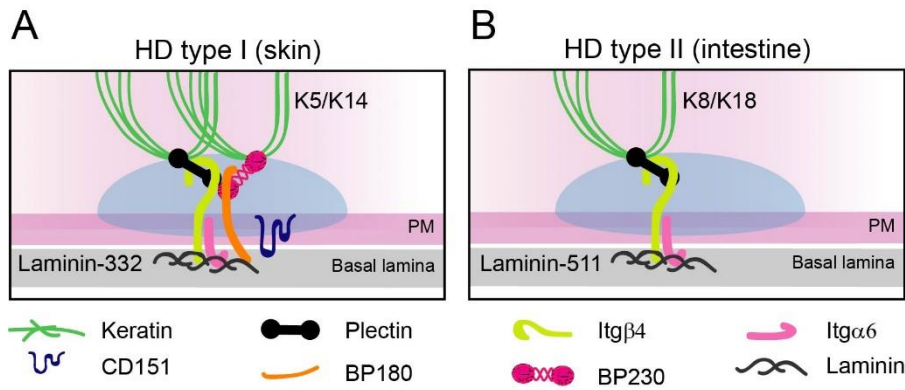 A
HD type I (skin)
K5/K14
PM
Laminin-332
Basal lamina
B
HD type II (intestine)
K8/K18
PM
Laminin-511
Basal lamina
Keratin
Plectin
Itgβ4
Itgα6
CD151
BP180
BP230
Laminin